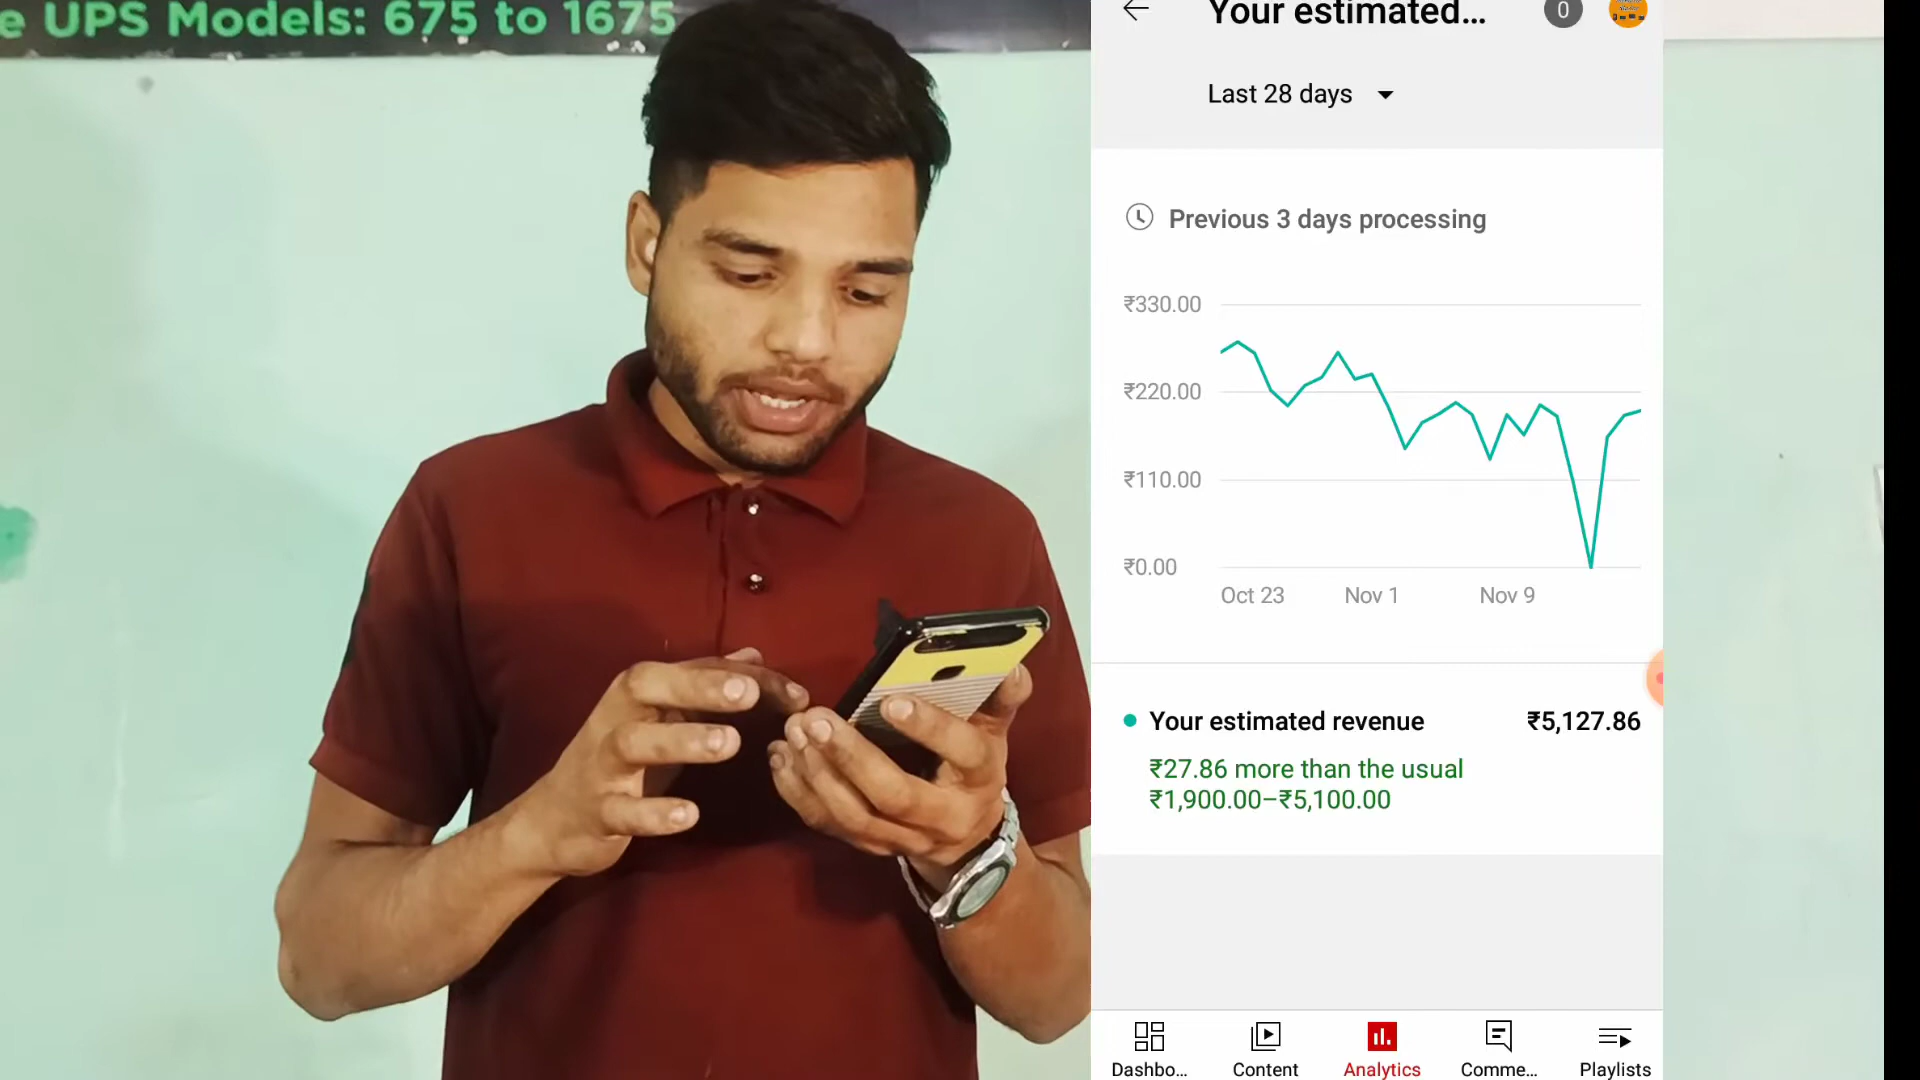 e UPS Models: 675 to 1675
Your estimated...
0
Last 28 days
Previous 3 days processing
₹330.00
₹220.00
₹110.00
₹0.00
Oct 23
Nov 1
Nov 9
Your estimated revenue
₹5,127.86
₹27.86 more than the usual
₹1,900.00–₹5,100.00
Dashbo...
Content
Analytics
Comme...
Playlists